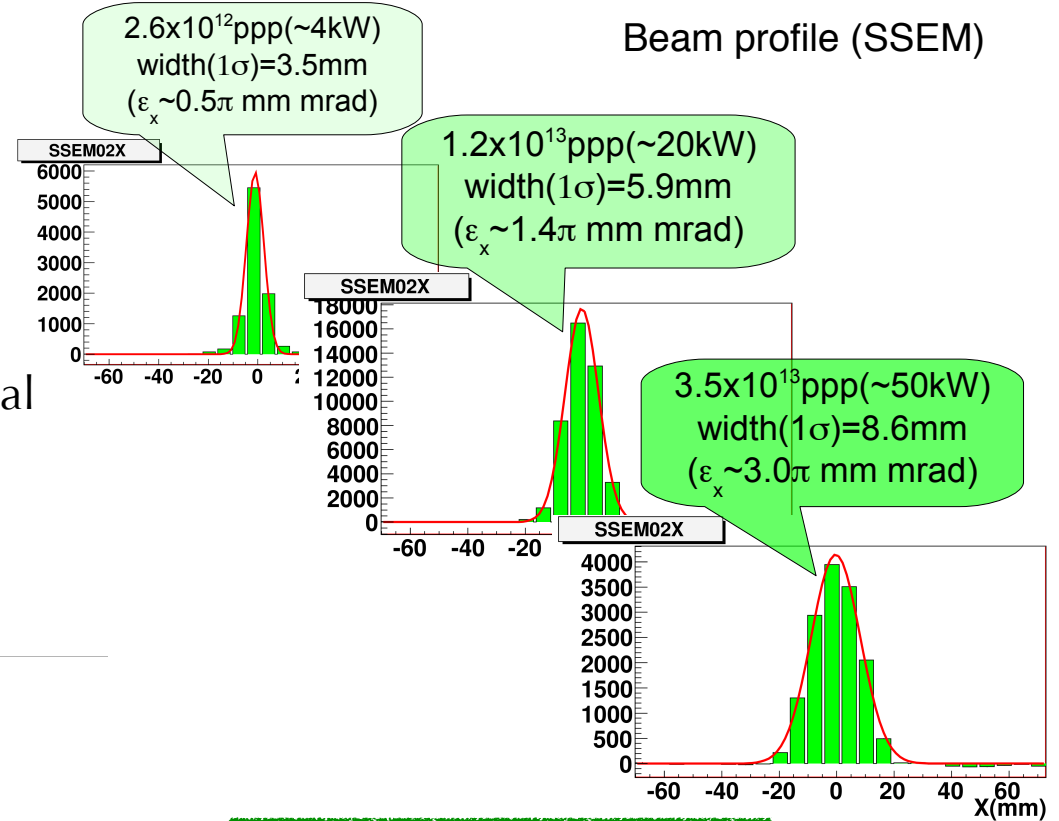 Beam profile (SSEM)
2.6x10¹²ppp(~4kW)
width(1σ)=3.5mm
(εₓ~0.5π mm mrad)
SSEM02X
6000
5000
4000
3000
2000
1000
0
-60 -40 -20 0
1.2x10¹³ppp(~20kW)
width(1σ)=5.9mm
(εₓ~1.4π mm mrad)
SSEM02X
18000
16000
14000
12000
10000
8000
6000
4000
2000
0
-60 -40 -20
al
3.5x10¹³ppp(~50kW)
width(1σ)=8.6mm
(εₓ~3.0π mm mrad)
SSEM02X
4000
3500
3000
2500
2000
1500
1000
500
0
-60 -40 -20 0 20 40 60
X(mm)